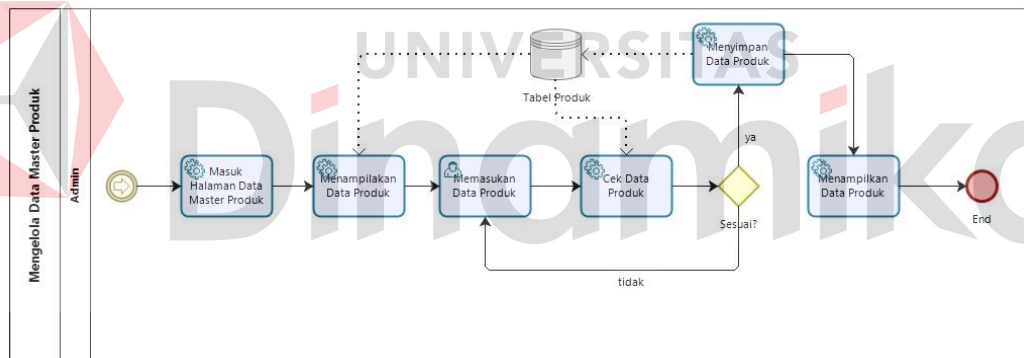 UNIVERSITAS
Dinamika
Mengelola Data Master Produk
Admin
Masuk
Halaman Data
Master Produk
Menampilakan
Data Produk
Memasukan
Data Produk
Tabel Produk
Cek Data
Produk
Sesuai?
ya
tidak
Menyimpan
Data Produk
Menampilkan
Data Produk
End